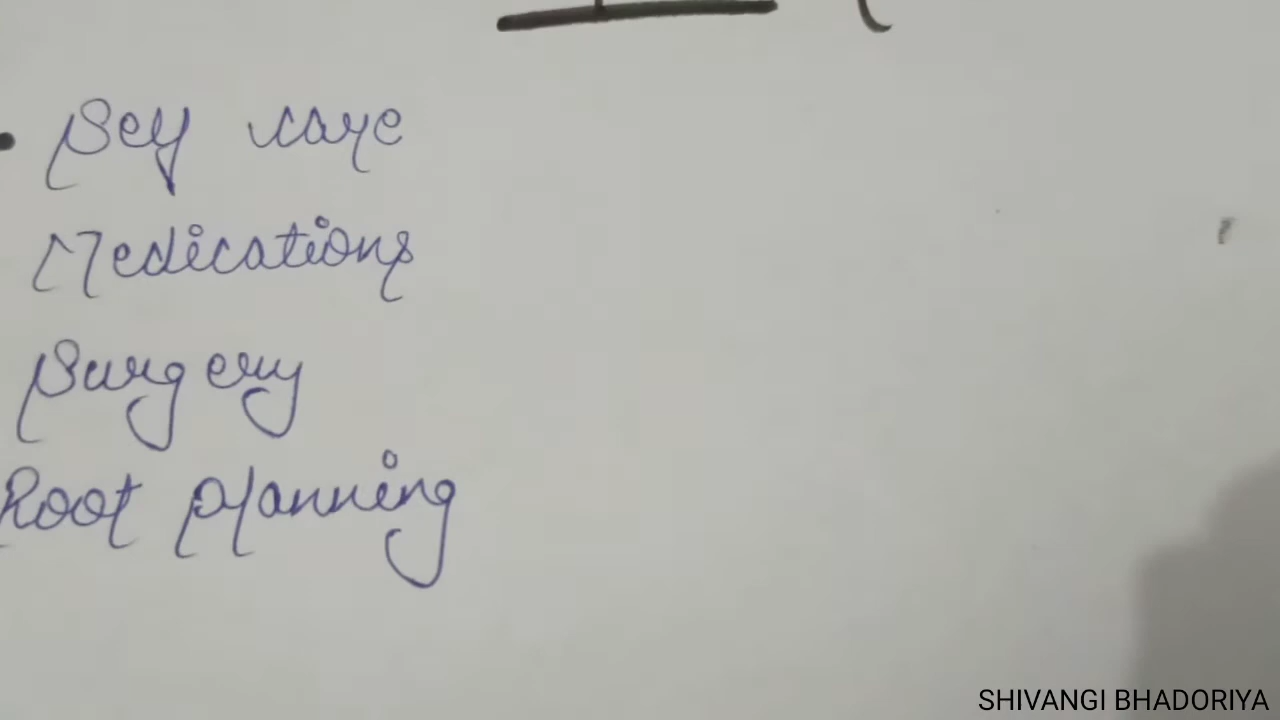 Self care
Medications
Surgery
Root planning
SHIVANGI BHADORIYA